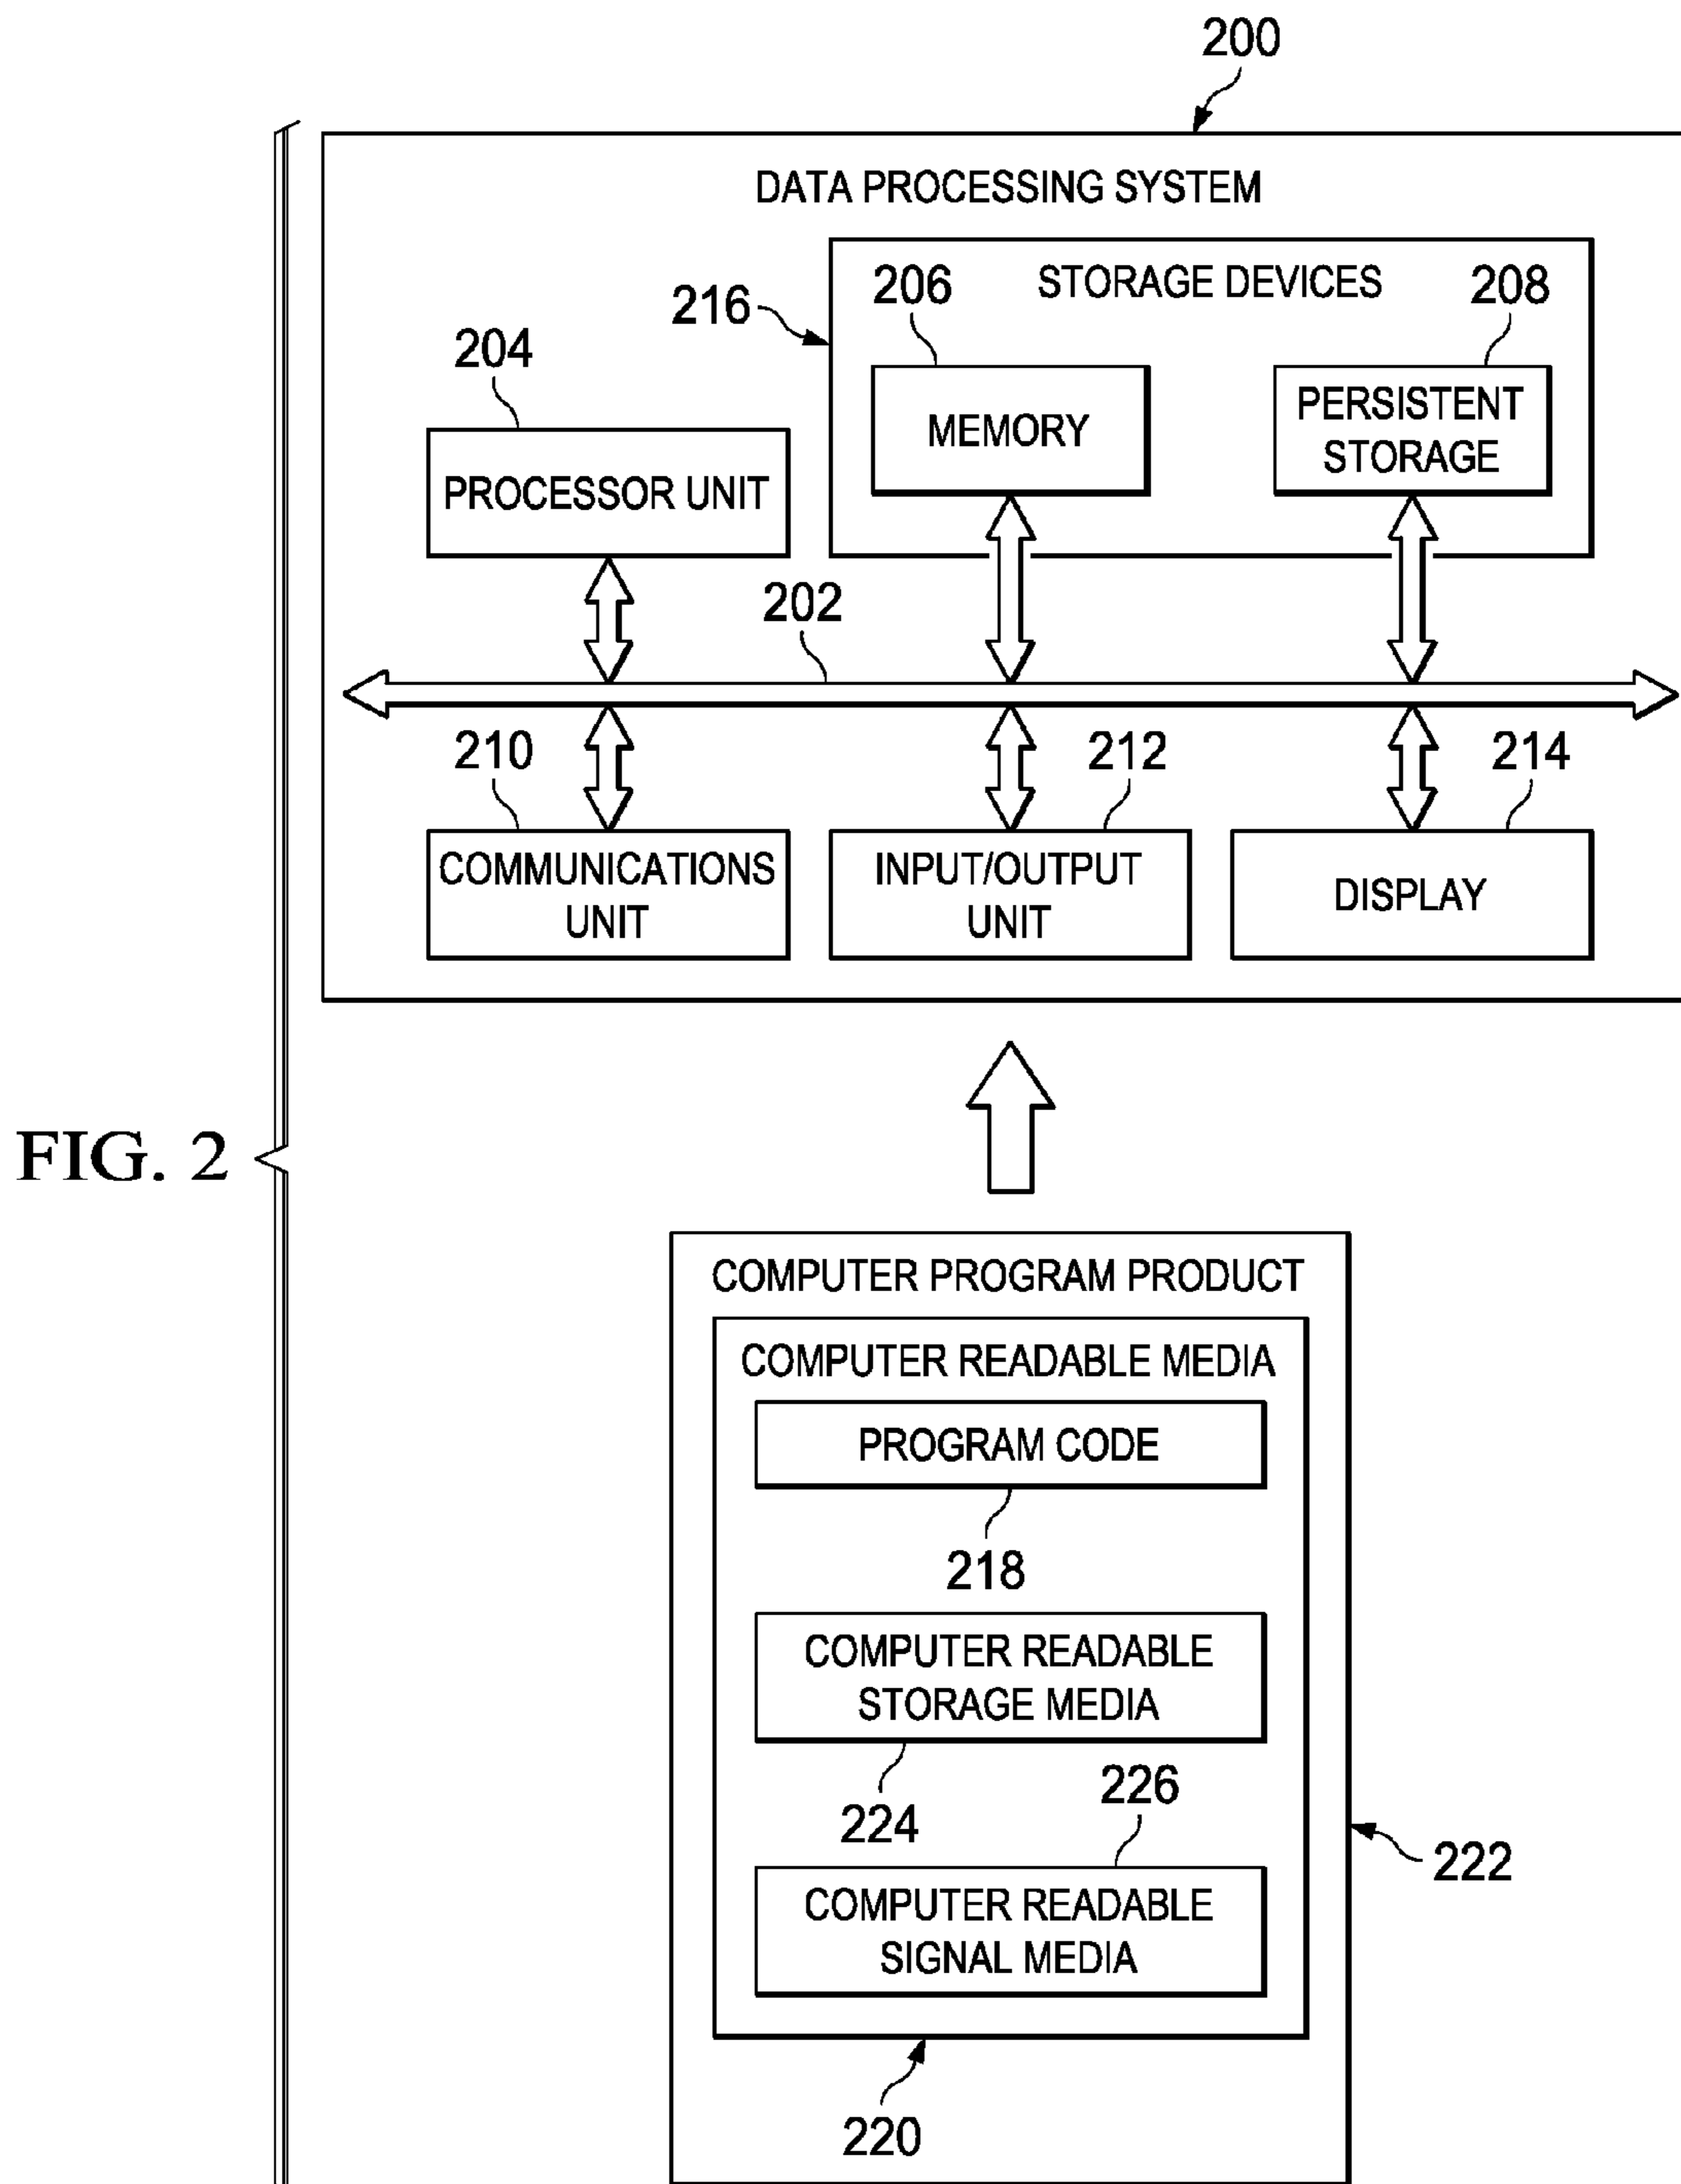 200
DATA PROCESSING SYSTEM
206
STORAGE DEVICES
208
216
204
MEMORY
PERSISTENT
STORAGE
PROCESSOR UNIT
202
210
212
214
COMMUNICATIONS
UNIT
INPUT/OUTPUT
UNIT
DISPLAY
FIG. 2
COMPUTER PROGRAM PRODUCT
COMPUTER READABLE MEDIA
PROGRAM CODE
218
COMPUTER READABLE
STORAGE MEDIA
224
226
222
COMPUTER READABLE
SIGNAL MEDIA
220